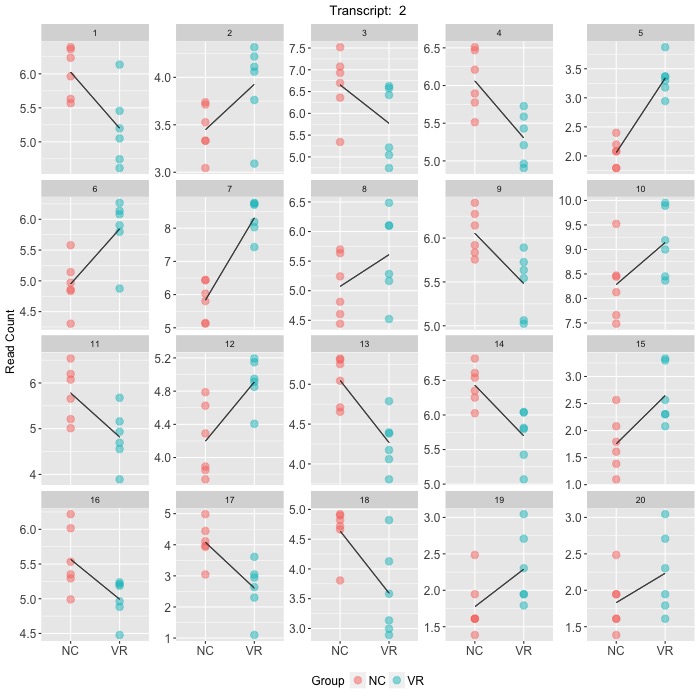 Transcript: 2
Read Count
1 2 3 4 5
6.0 5.5 5.0
4.0 3.5 3.0
7.5 7.0 6.5 6.0 5.5 5.0
6.5 6.0 5.5 5.0
3.5 3.0 2.5 2.0
6 7 8 9 10
6.0 5.5 5.0 4.5
8 7 6 5
6.5 6.0 5.5 5.0 4.5
6.0 5.5 5.0
10.0 9.5 9.0 8.5 8.0 7.5
11 12 13 14 15
6 5 4
5.2 4.8 4.4 4.0
5.0 4.5 4.0
6.5 6.0 5.5 5.0
3.0 2.5 2.0 1.5 1.0
16 17 18 19 20
6.0 5.5 5.0 4.5
5 4 3 2 1
5.0 4.5 4.0 3.5 3.0
3.0 2.5 2.0 1.5
3.0 2.5 2.0 1.5
NC VR NC VR NC VR NC VR NC VR
Group NC VR